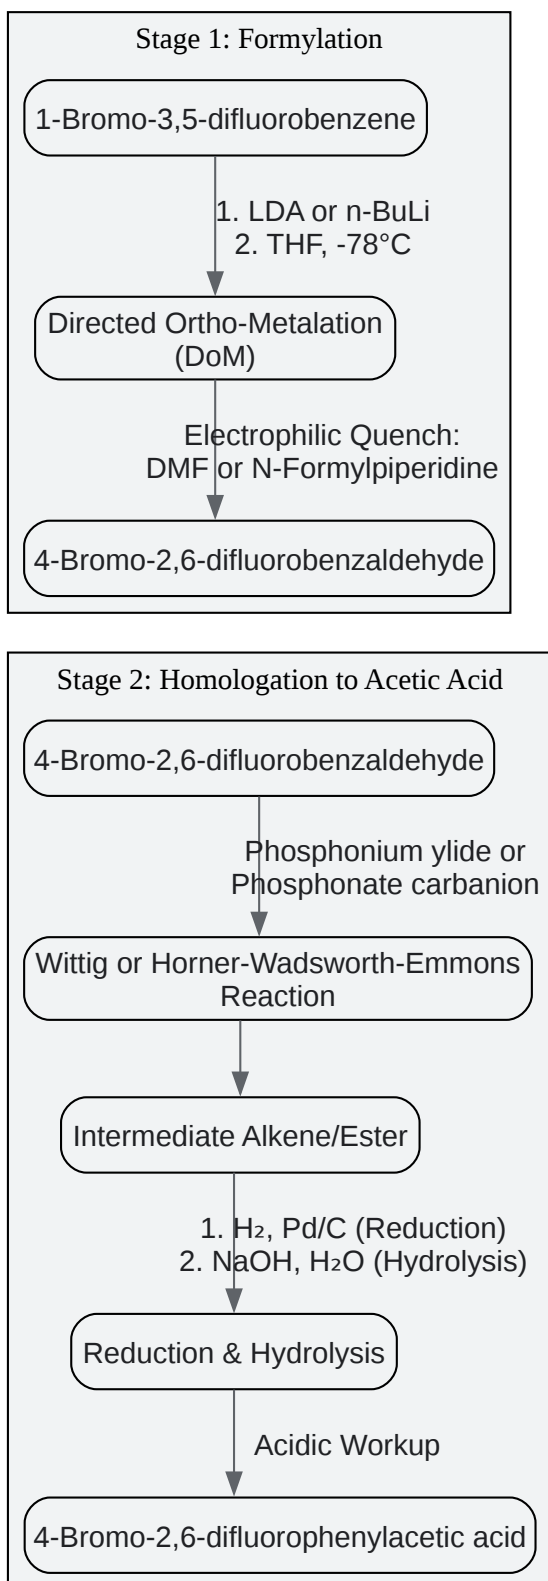 Stage 1: Formylation
1-Bromo-3,5-difluorobenzene
1. LDA or n-BuLi
2. THF, -78°C
Directed Ortho-Metalation
(DoM)
Electrophilic Quench:
DMF or N-Formylpiperidine
4-Bromo-2,6-difluorobenzaldehyde
Stage 2: Homologation to Acetic Acid
4-Bromo-2,6-difluorobenzaldehyde
Phosphonium ylide or
Phosphonate carbanion
Wittig or Horner-Wadsworth-Emmons
Reaction
Intermediate Alkene/Ester
1. H₂, Pd/C (Reduction)
2. NaOH, H₂O (Hydrolysis)
Reduction & Hydrolysis
Acidic Workup
4-Bromo-2,6-difluorophenylacetic acid